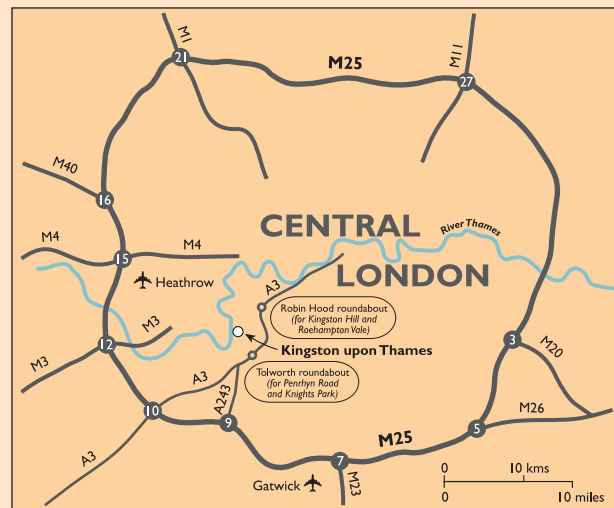 M1
21
M25
M11
27
M40
16
CENTRAL
River Thames
M4
15
M4
LONDON
Heathrow
A3
Robin Hood roundabout
(for Kingston Hill and
Roehampton Vale)
M3
12
M3
Kingston upon Thames
3
M20
Tolworth roundabout
(for Penrhyn Road
and Knights Park)
A3
10
A243
9
M26
5
A3
M25
7
M23
Gatwick
0 10 kms
0 10 miles